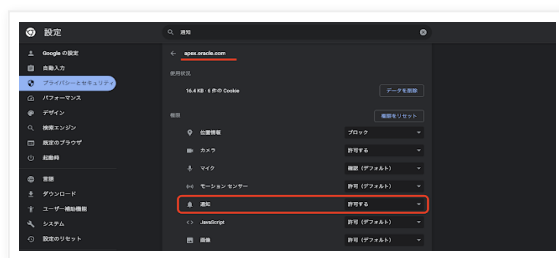 設定
通知
Google の設定
自動入力
プライバシーとセキュリティ
パフォーマンス
デザイン
検索エンジン
既定のブラウザ
起動時
言語
ダウンロード
ユーザー補助機能
システム
設定のリセット
apex.oracle.com
使用状況
16.4 KB · 6 件の Cookie
データを削除
権限
権限をリセット
位置情報
ブロック
カメラ
許可する
マイク
確認（デフォルト）
モーション センサー
許可（デフォルト）
通知
許可する
JavaScript
許可（デフォルト）
画像
許可（デフォルト）